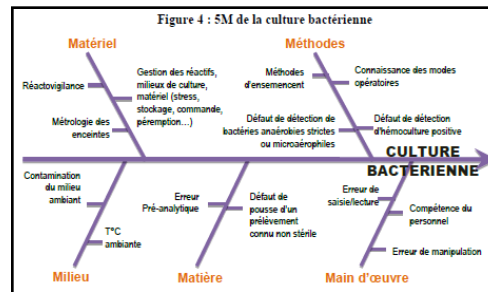 Figure 4 : 5M de la culture bactérienne
Matériel
Méthodes
Réactovigilance
Gestion des réactifs,
milieux de culture,
matériel (stress,
stockage, commande,
péremption…)
Métrologie des
enceintes
Méthodes
d'ensemencent
Connaissance des modes
opératoires
Défaut de détection de
bactéries anaérobies strictes
ou microaérophiles
Défaut de détection
d'hémoculture positive
CULTURE
BACTÉRIENNE
Contamination
du milieu
ambiant
T°C
ambiante
Erreur
Pré-analytique
Défaut de
pousse d'un
prélèvement
connu non stérile
Erreur de
saisie/lecture
Compétence du
personnel
Erreur de manipulation
Milieu
Matière
Main d'œuvre